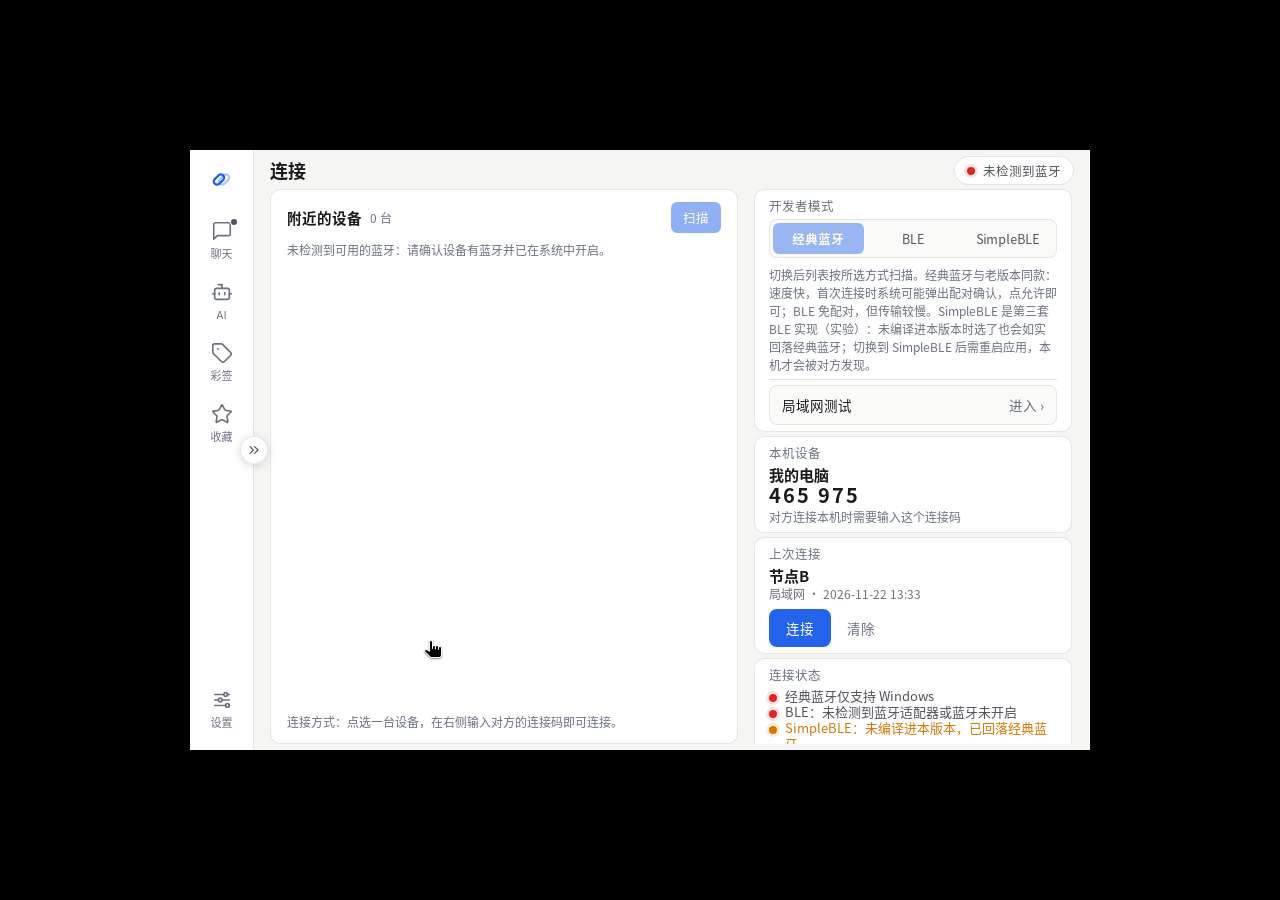 连接
未检测到蓝牙
聊天
AI
彩签
收藏
设置
附近的设备 0 台
扫描
未检测到可用的蓝牙：请确认设备有蓝牙并已在系统中开启。
连接方式：点选一台设备，在右侧输入对方的连接码即可连接。
开发者模式
经典蓝牙 BLE SimpleBLE
切换后列表按所选方式扫描。经典蓝牙与老版本同款：
速度快，首次连接时系统可能弹出配对确认，点允许即
可；BLE 免配对，但传输较慢。SimpleBLE 是第三套
BLE 实现（实验）：未编译进本版本时选了也会如实
回落经典蓝牙；切换到 SimpleBLE 后需重启应用，本
机才会被对方发现。
局域网测试 进入 ›
本机设备
我的电脑
465 975
对方连接本机时需要输入这个连接码
上次连接
节点B
局域网 · 2026-11-22 13:33
连接 清除
连接状态
经典蓝牙仅支持 Windows
BLE：未检测到蓝牙适配器或蓝牙未开启
SimpleBLE：未编译进本版本，已回落经典蓝
牙